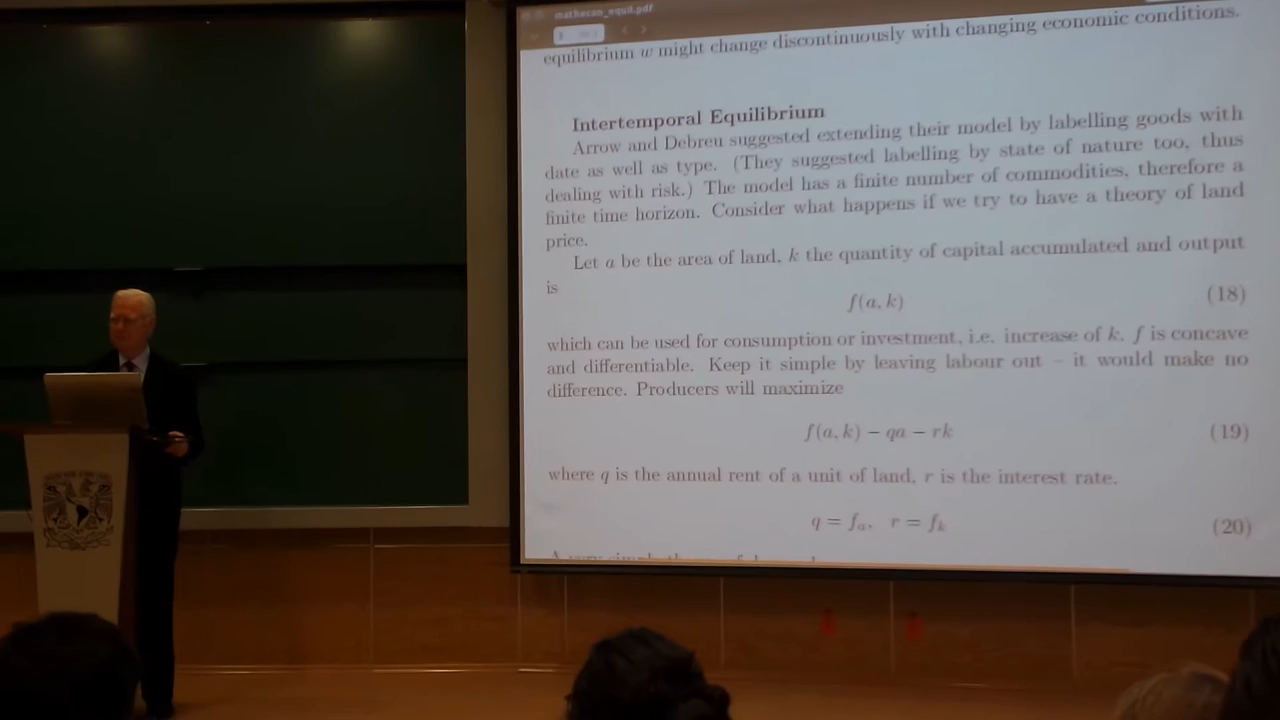 mathecon_equil.pdf
equilibrium w might change discontinuously with changing economic conditions.
Intertemporal Equilibrium
Arrow and Debreu suggested extending their model by labelling goods with
date as well as type. (They suggested labelling by state of nature too, thus
dealing with risk.) The model has a finite number of commodities, therefore a
finite time horizon. Consider what happens if we try to have a theory of land
price.
Let a be the area of land, k the quantity of capital accumulated and output
is
f(a, k) (18)
which can be used for consumption or investment, i.e. increase of k. f is concave
and differentiable. Keep it simple by leaving labour out – it would make no
difference. Producers will maximize
f(a, k) − qa − rk (19)
where q is the annual rent of a unit of land, r is the interest rate.
q = fₐ, r = fₖ (20)